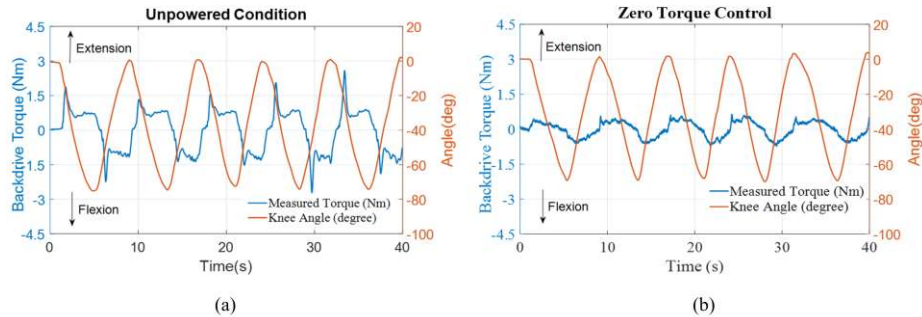 Unpowered Condition
4.5
3
1.5
0
-1.5
-3
-4.5
Backdrive Torque (Nm)
Extension
Flexion
20
0
-20
-40
-60
-80
-100
Angle(deg)
Measured Torque (Nm)
Knee Angle (degree)
0
10
20
30
40
Time(s)
(a)
Zero Torque Control
4.5
3
1.5
0
-1.5
-3
-4.5
Backdrive Torque (Nm)
Extension
Flexion
20
0
-20
-40
-60
-80
-100
Angle(deg)
Measured Torque (Nm)
Knee Angle (degree)
0
10
20
30
40
Time (s)
(b)